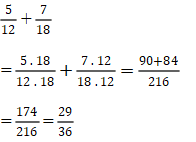 5/12 + 7/18
= 5 . 18/12 . 18 + 7 . 12/18 . 12 = 90+84/216
= 174/216 = 29/36